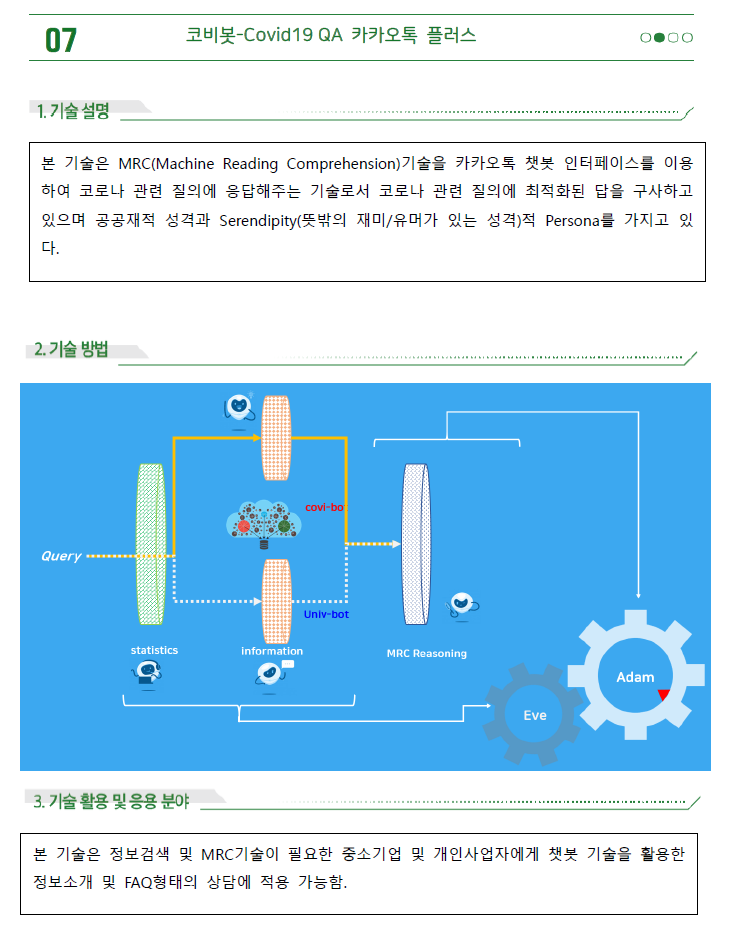 07
코비봇-Covid19 QA 카카오톡 플러스
1. 기술 설명
본 기술은 MRC(Machine Reading Comprehension)기술을 카카오톡 챗봇 인터페이스를 이용
하여 코로나 관련 질의에 응답해주는 기술로서 코로나 관련 질의에 최적화된 답을 구사하고
있으며 공공재적 성격과 Serendipity(뜻밖의 재미/유머가 있는 성격)적 Persona를 가지고 있
다.
2. 기술 방법
covi-bot
Query
Univ-bot
statistics
information
MRC Reasoning
Adam
Eve
3. 기술 활용 및 응용 분야
본 기술은 정보검색 및 MRC기술이 필요한 중소기업 및 개인사업자에게 챗봇 기술을 활용한
정보소개 및 FAQ형태의 상담에 적용 가능함.